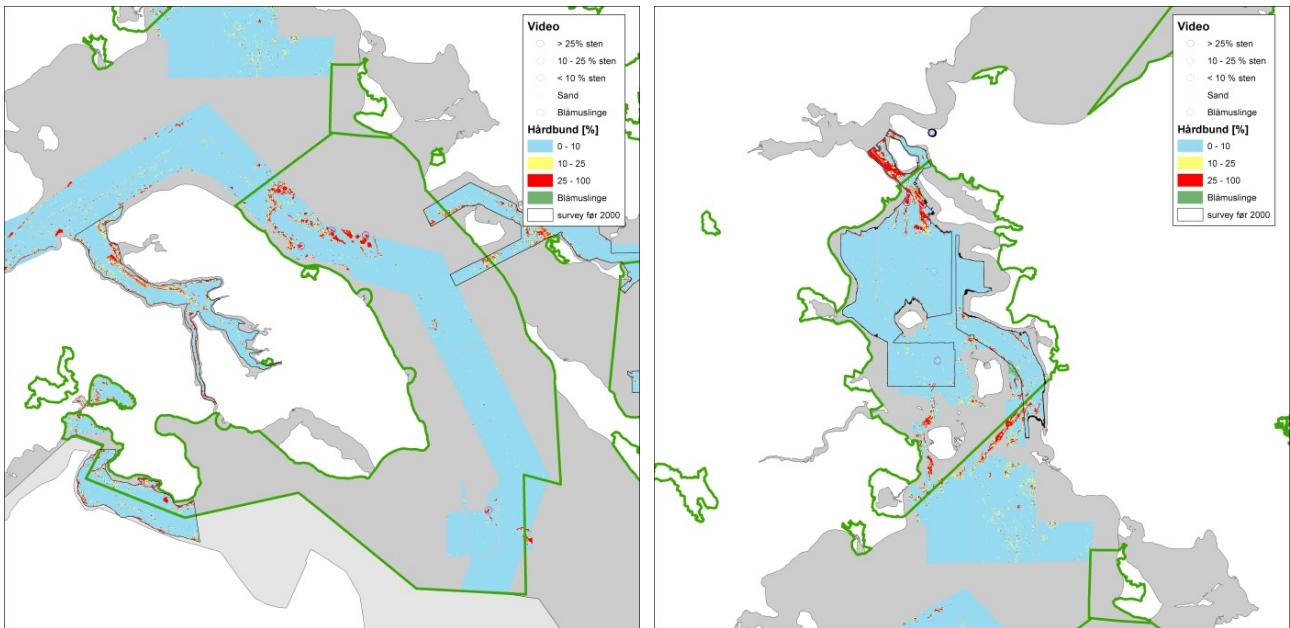 Video
> 25% sten
10 - 25 % sten
< 10 % sten
Sand
Blåmuslinge
Hårdbund [%]
0 - 10
10 - 25
25 - 100
Blåmuslinge
survey før 2000
Video
> 25% sten
10 - 25 % sten
< 10 % sten
Sand
Blåmuslinge
Hårdbund [%]
0 - 10
10 - 25
25 - 100
Blåmuslinge
survey før 2000